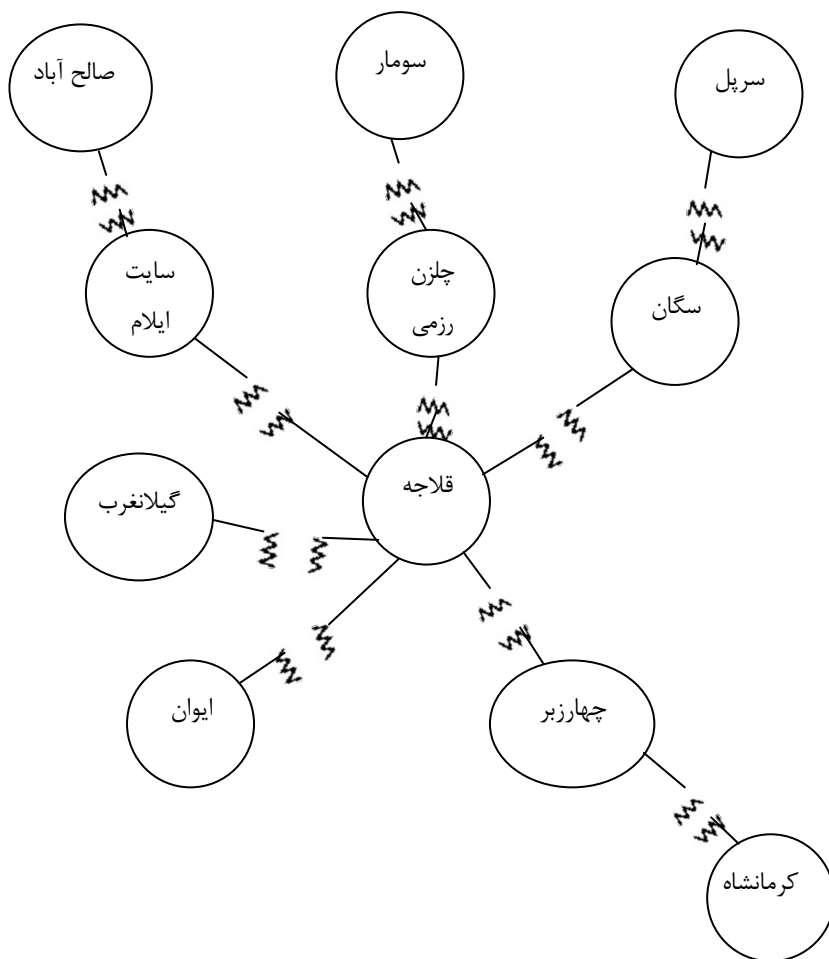 سرپل
سومار
صالح آباد
سگان
چلزن
رزمی
سایت
ایلام
قلاجه
گیلانغرب
چهارزبر
ایوان
کرمانشاه